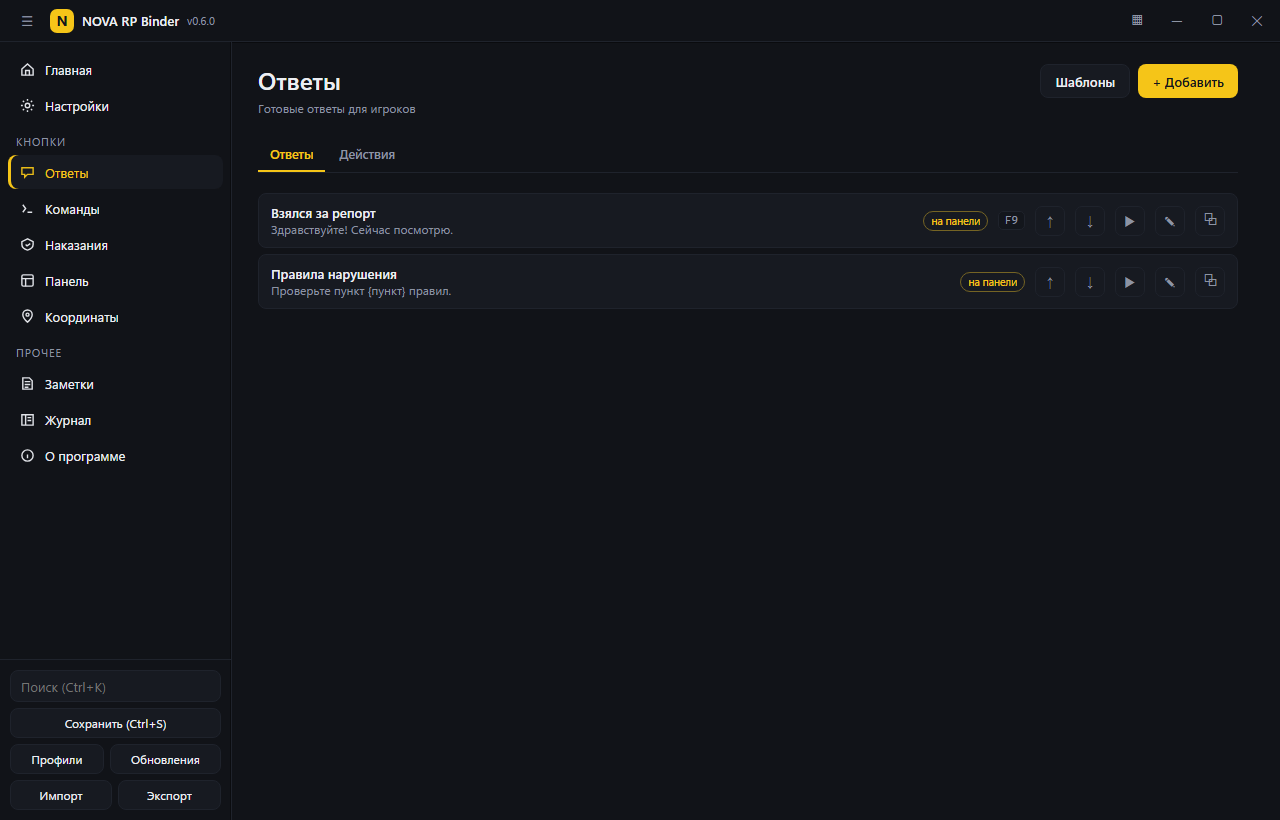 N NOVA RP Binder v0.6.0
Главная
Настройки
КНОПКИ
Ответы
Команды
Наказания
Панель
Координаты
ПРОЧЕЕ
Заметки
Журнал
О программе
Поиск (Ctrl+K)
Сохранить (Ctrl+S)
Профили Обновления
Импорт Экспорт
Ответы
Готовые ответы для игроков
Шаблоны + Добавить
Ответы Действия
Взялся за репорт
Здравствуйте! Сейчас посмотрю.
на панели F9 ↑ ↓
Правила нарушения
Проверьте пункт {пункт} правил.
на панели ↑ ↓